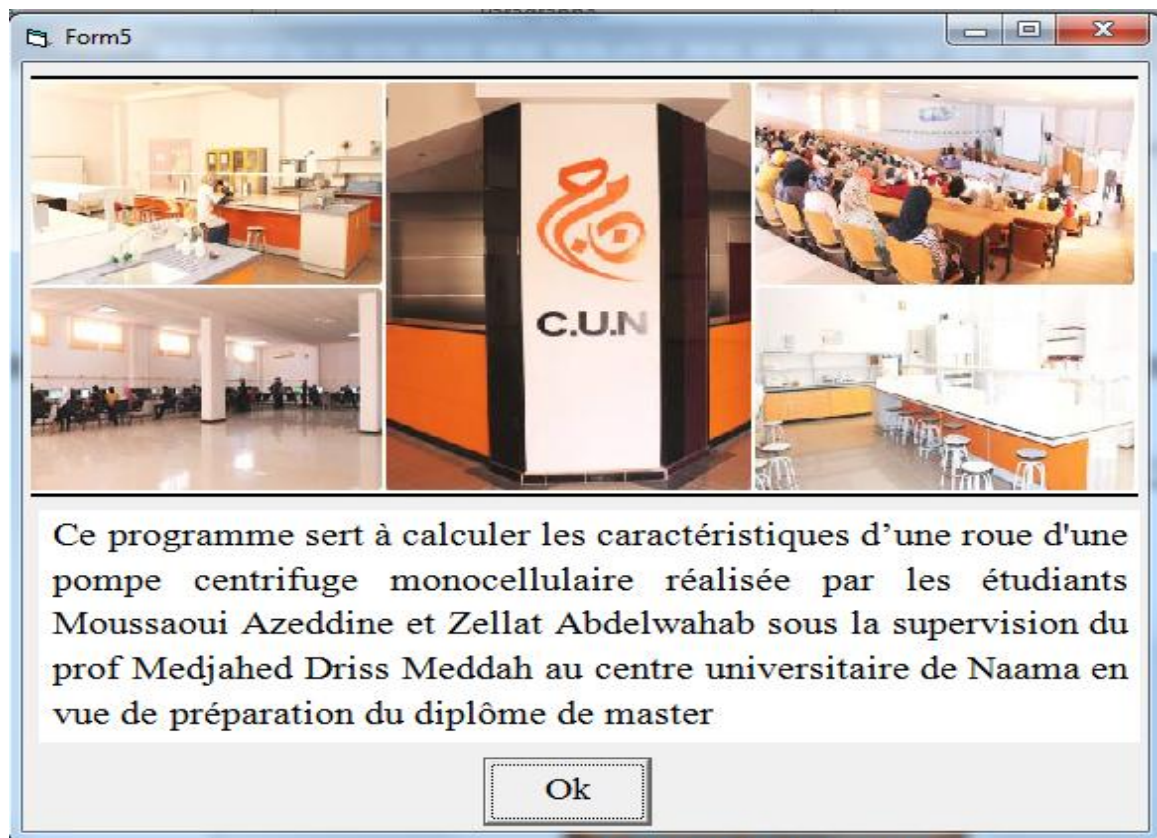 Form5
C.U.N
Ce programme sert à calculer les caractéristiques d’une roue d'une
pompe centrifuge monocellulaire réalisée par les étudiants
Moussaoui Azeddine et Zellat Abdelwahab sous la supervision du
prof Medjahed Driss Meddah au centre universitaire de Naama en
vue de préparation du diplôme de master
Ok